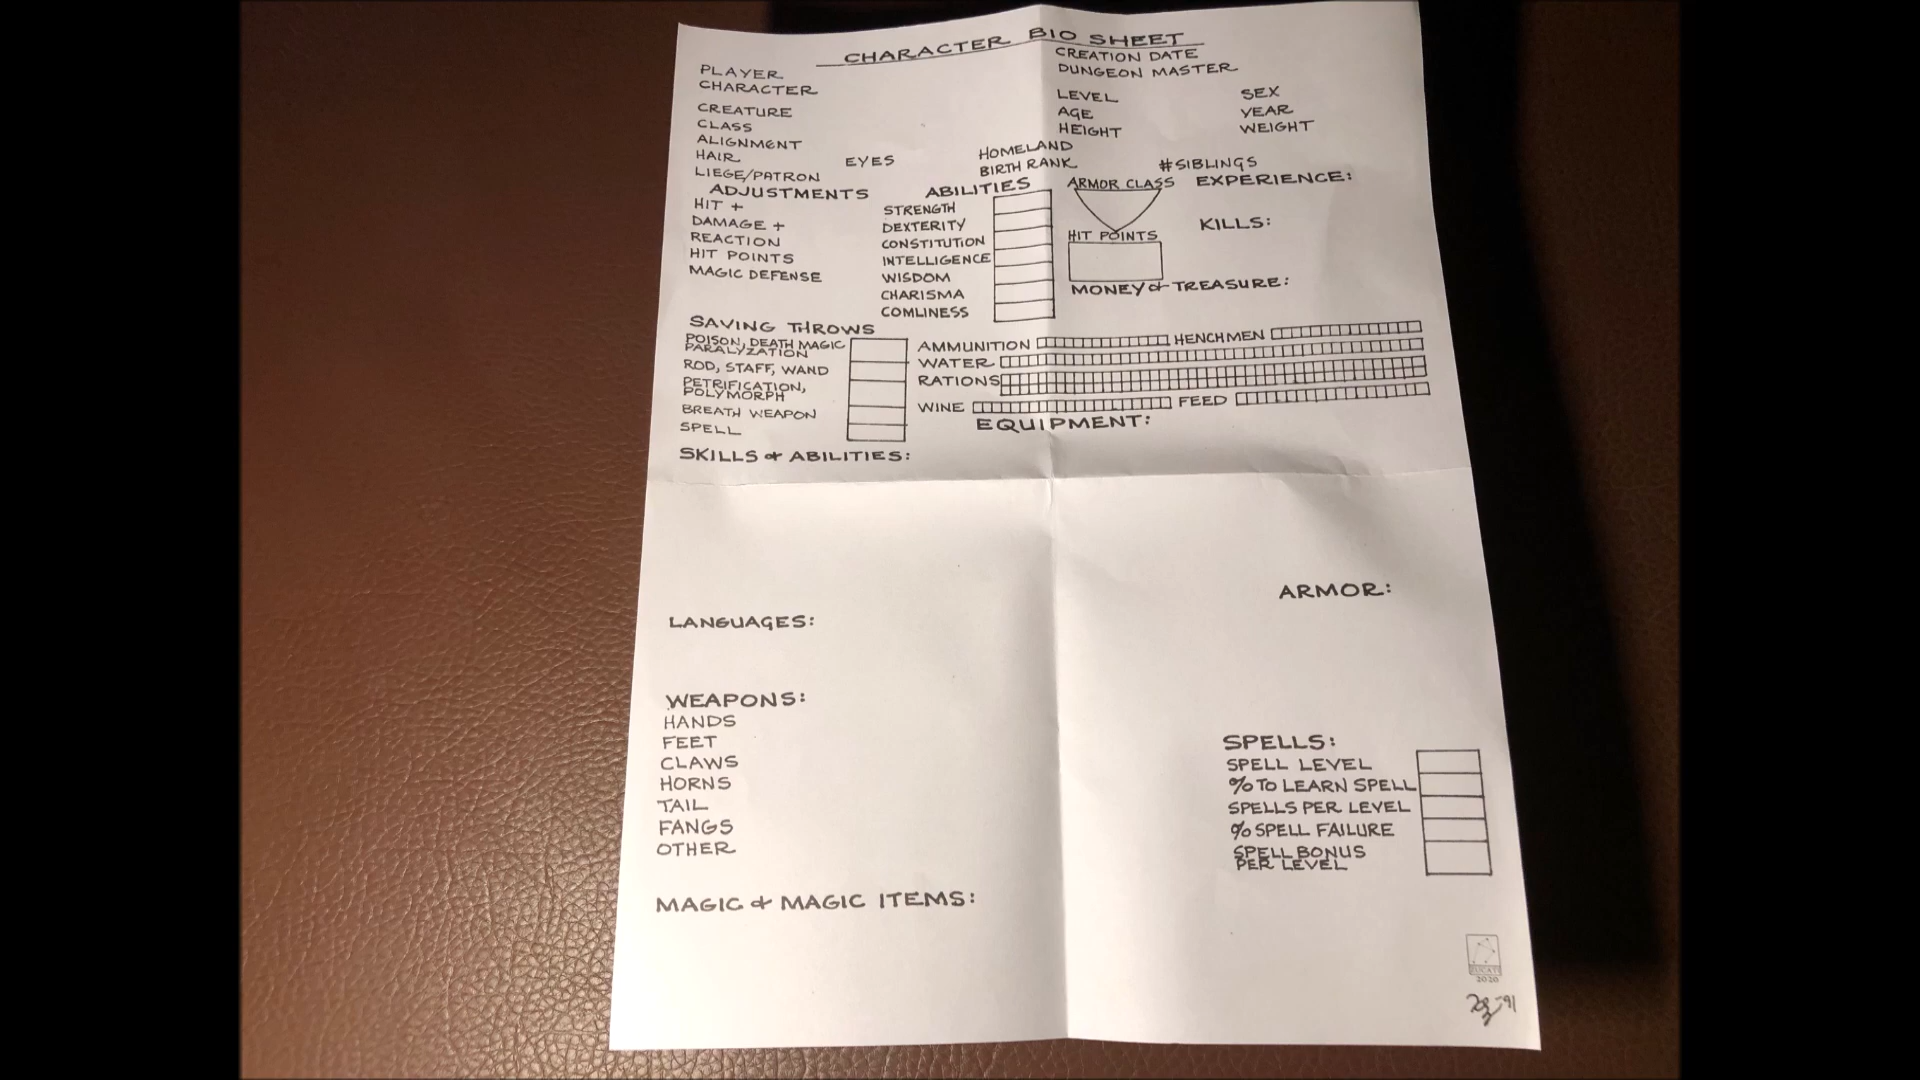 CHARACTER BIO SHEET
PLAYER
CHARACTER
CREATION DATE
DUNGEON MASTER
CREATURE
CLASS
ALIGNMENT
HAIR EYES
LIEGE/PATRON
LEVEL SEX
AGE YEAR
HEIGHT WEIGHT
HOMELAND
BIRTH RANK #SIBLINGS
ADJUSTMENTS
HIT +
DAMAGE +
REACTION
HIT POINTS
MAGIC DEFENSE
ABILITIES
STRENGTH
DEXTERITY
CONSTITUTION
INTELLIGENCE
WISDOM
CHARISMA
COMLINESS
ARMOR CLASS
HIT POINTS
EXPERIENCE:
KILLS:
MONEY & TREASURE:
SAVING THROWS
POISON, DEATH MAGIC
PARALYZATION
ROD, STAFF, WAND
PETRIFICATION,
POLYMORPH
BREATH WEAPON
SPELL
AMMUNITION HENCHMEN
WATER
RATIONS
WINE FEED
EQUIPMENT:
SKILLS & ABILITIES:
ARMOR:
LANGUAGES:
WEAPONS:
HANDS
FEET
CLAWS
HORNS
TAIL
FANGS
OTHER
SPELLS:
SPELL LEVEL
% TO LEARN SPELL
SPELLS PER LEVEL
% SPELL FAILURE
SPELL BONUS
PER LEVEL
MAGIC & MAGIC ITEMS:
2020
-91